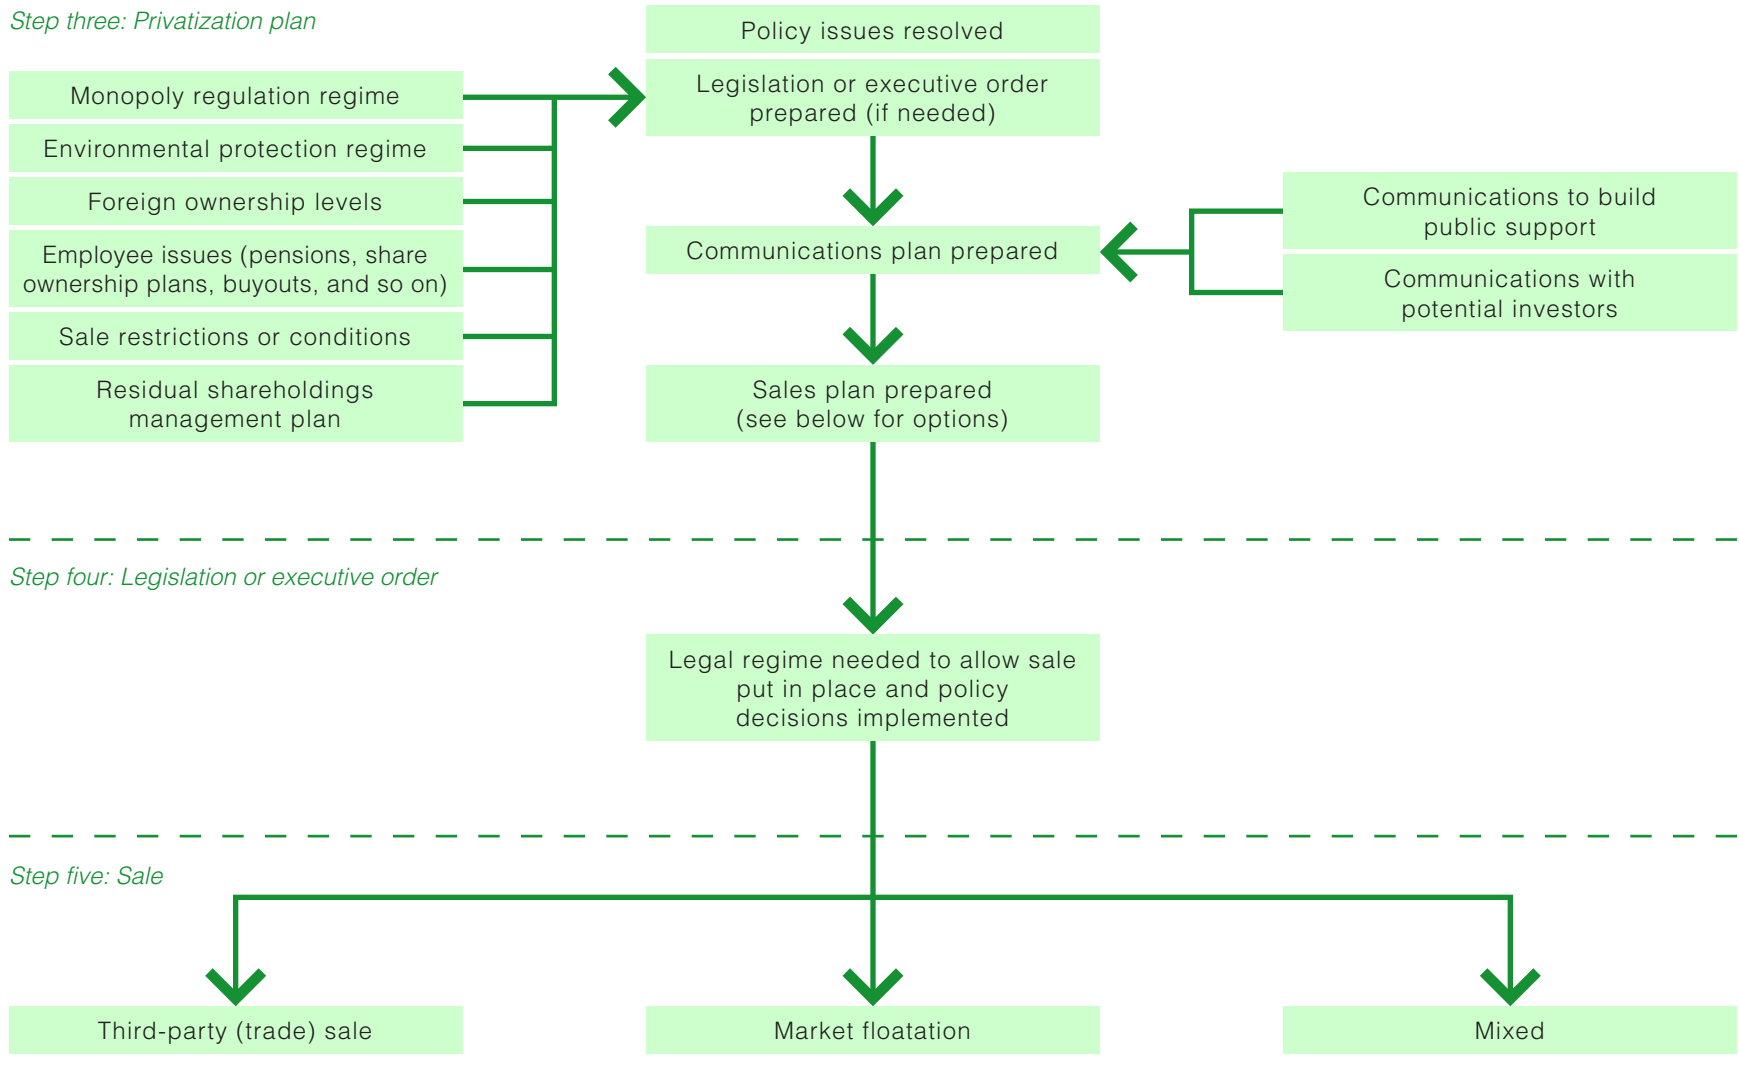 Step three: Privatization plan
Policy issues resolved
Legislation or executive order
prepared (if needed)
Monopoly regulation regime
Environmental protection regime
Foreign ownership levels
Employee issues (pensions, share
ownership plans, buyouts, and so on)
Sale restrictions or conditions
Residual shareholdings
management plan
Communications plan prepared
Communications to build
public support
Communications with
potential investors
Sales plan prepared
(see below for options)
Step four: Legislation or executive order
Legal regime needed to allow sale
put in place and policy
decisions implemented
Step five: Sale
Third-party (trade) sale
Market floatation
Mixed